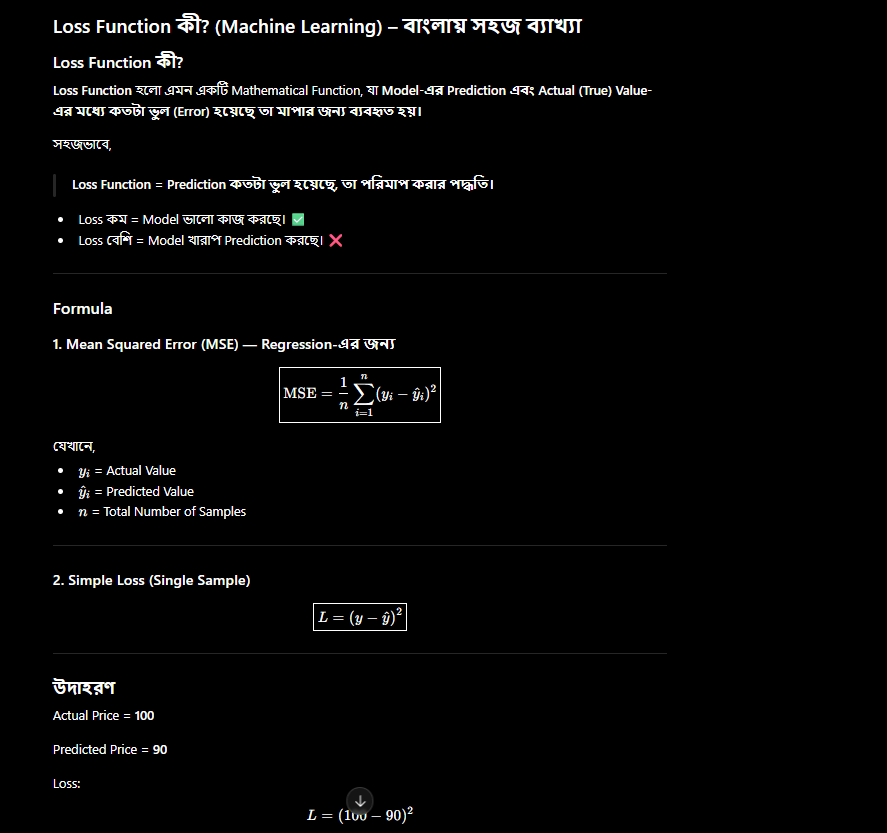 Loss Function কী? (Machine Learning) – বাংলায় সহজ ব্যাখ্যা
Loss Function কী?
Loss Function হলো এমন একটি Mathematical Function, যা Model-এর Prediction এবং Actual (True) Value-
এর মধ্যে কতটা ভুল (Error) হয়েছে তা মাপার জন্য ব্যবহৃত হয়।
সহজভাবে,
Loss Function = Prediction কতটা ভুল হয়েছে, তা পরিমাপ করার পদ্ধতি।
• Loss কম = Model ভালো কাজ করছে। ✅
• Loss বেশি = Model খারাপ Prediction করছে। ❌
Formula
1. Mean Squared Error (MSE) — Regression-এর জন্য
MSE = \frac{1}{n} \sum_{i=1}^{n} (y_i − ŷ_i)^2
যেখানে,
• y_i = Actual Value
• ŷ_i = Predicted Value
• n = Total Number of Samples
2. Simple Loss (Single Sample)
L = (y − ŷ)^2
উদাহরণ
Actual Price = 100
Predicted Price = 90
Loss:
L = (100 − 90)^2